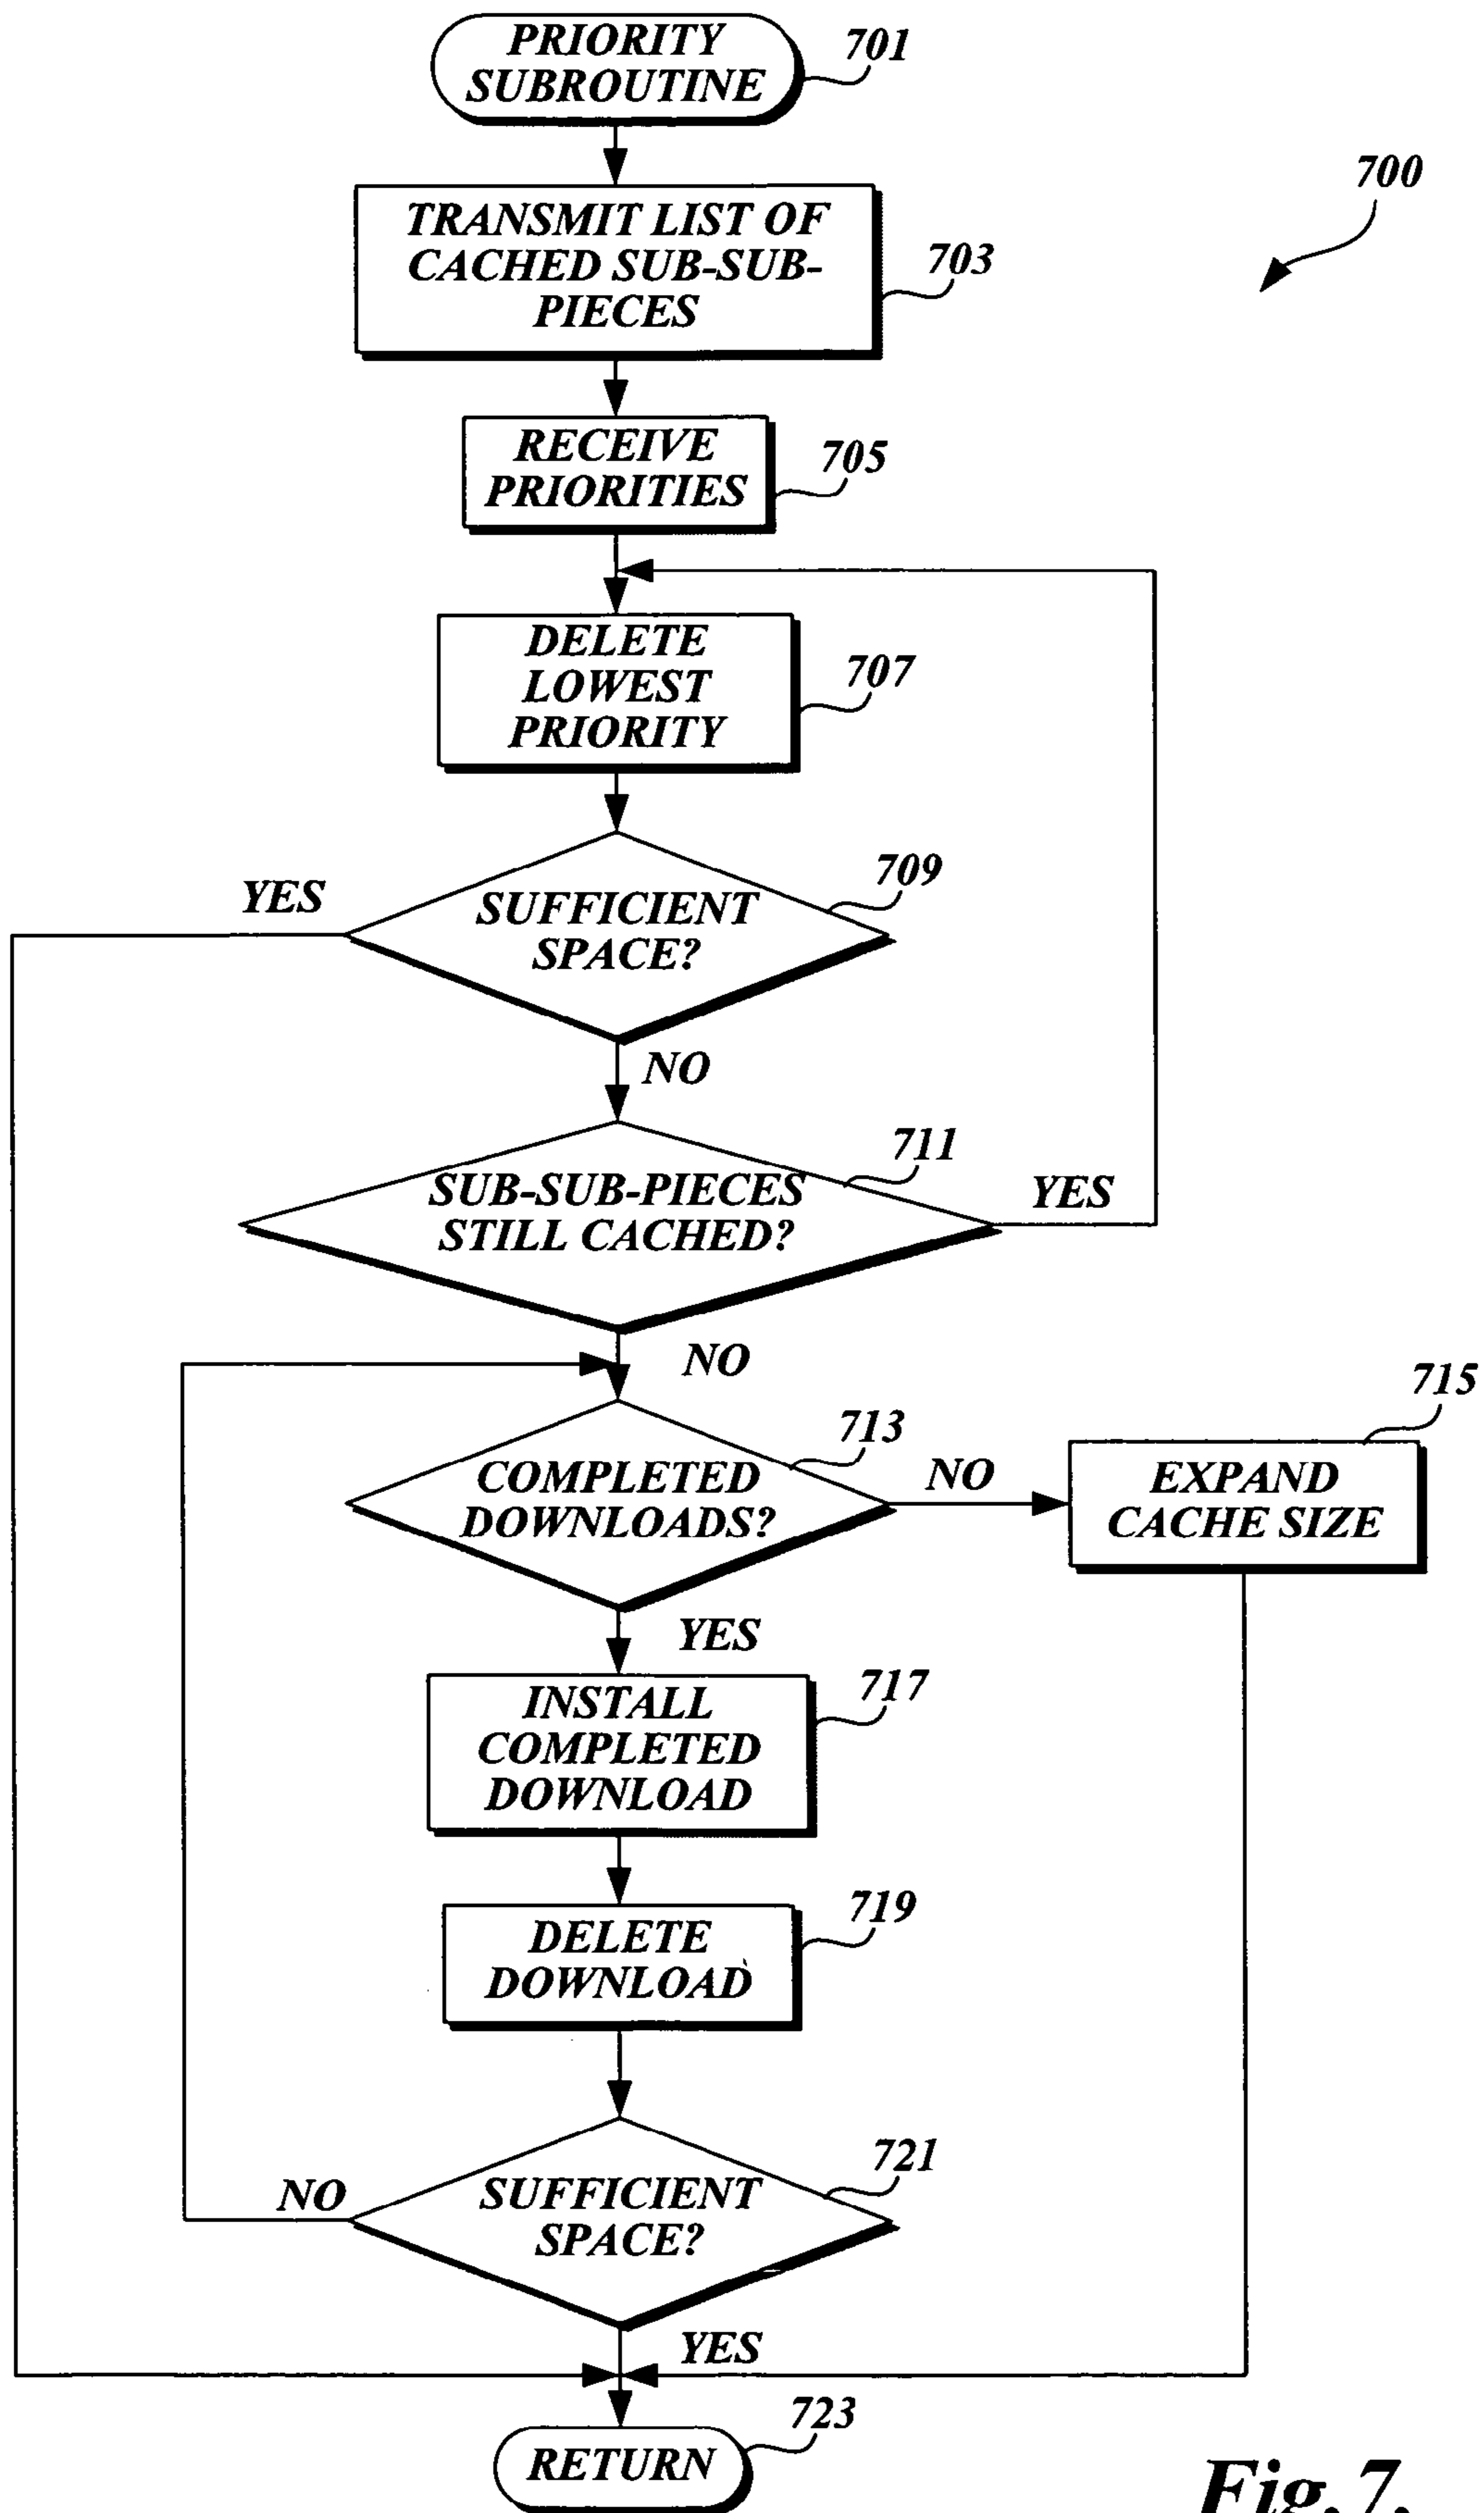 PRIORITY
SUBROUTINE
701
700
TRANSMIT LIST OF
CACHED SUB-SUB-
PIECES
703
RECEIVE
PRIORITIES
705
DELETE
LOWEST
PRIORITY
707
YES
SUFFICIENT
SPACE?
709
NO
SUB-SUB-PIECES
STILL CACHED?
711
YES
NO
COMPLETED
DOWNLOADS?
713
NO
EXPAND
CACHE SIZE
715
YES
INSTALL
COMPLETED
DOWNLOAD
717
DELETE
DOWNLOAD
719
NO
SUFFICIENT
SPACE?
721
YES
RETURN
723
Fig. 7.